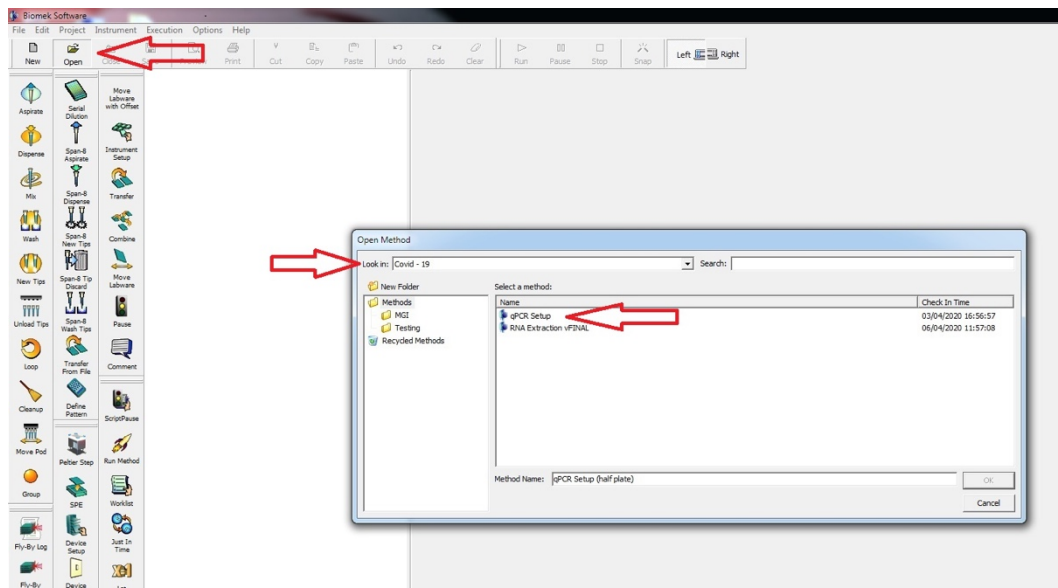 Biomek Software
File Edit Project Instrument Execution Options Help
New Open Print Cut Copy Paste Undo Redo Clear Run Pause Stop Snap Left Right
Aspirate
Dispense
Mix
Wash
New Tips
Unload Tips
Loop
Cleanup
Move Pod
Group
Fly-By Log
Fly-By
Serial
Dilution
Span-8
Aspirate
Span-8
Dispense
Span-8
New Tips
Span-8 Tip
Discard
Span-8
Wash Tips
Transfer
From File
Define
Pattern
Peltier Step
SPE
Device
Setup
Device
Move
Labware
with Offset
Instrument
Setup
Transfer
Combine
Move
Labware
Pause
Comment
ScriptPause
Run Method
Worklist
Just In
Time
Open Method
Look in: Covid - 19 Search:
New Folder
Methods
MGI
Testing
Recycled Methods
Select a method:
Name Check In Time
qPCR Setup 03/04/2020 16:56:57
RNA Extraction vFINAL 06/04/2020 11:57:08
Method Name: qPCR Setup (half plate) OK
Cancel